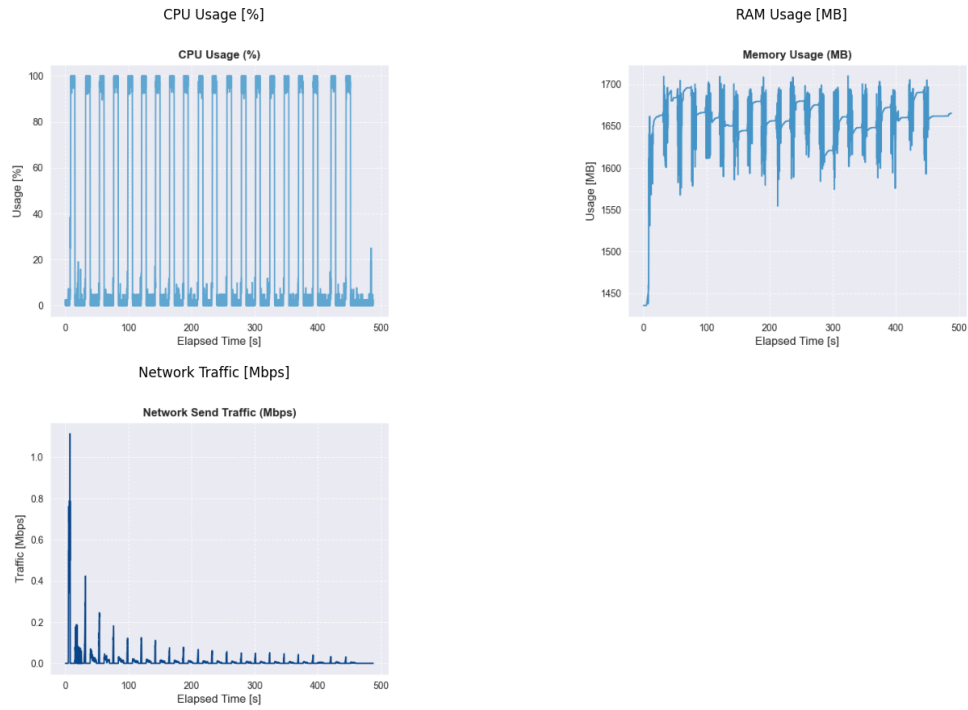 CPU Usage [%]
RAM Usage [MB]
CPU Usage (%)
100
80
60
40
20
0
Usage [%]
0 100 200 300 400 500
Elapsed Time [s]
Memory Usage (MB)
1700
1650
1600
1550
1500
1450
Usage [MB]
0 100 200 300 400 500
Elapsed Time [s]
Network Traffic [Mbps]
Network Send Traffic (Mbps)
1.0
0.8
0.6
0.4
0.2
0.0
Traffic [Mbps]
0 100 200 300 400 500
Elapsed Time [s]